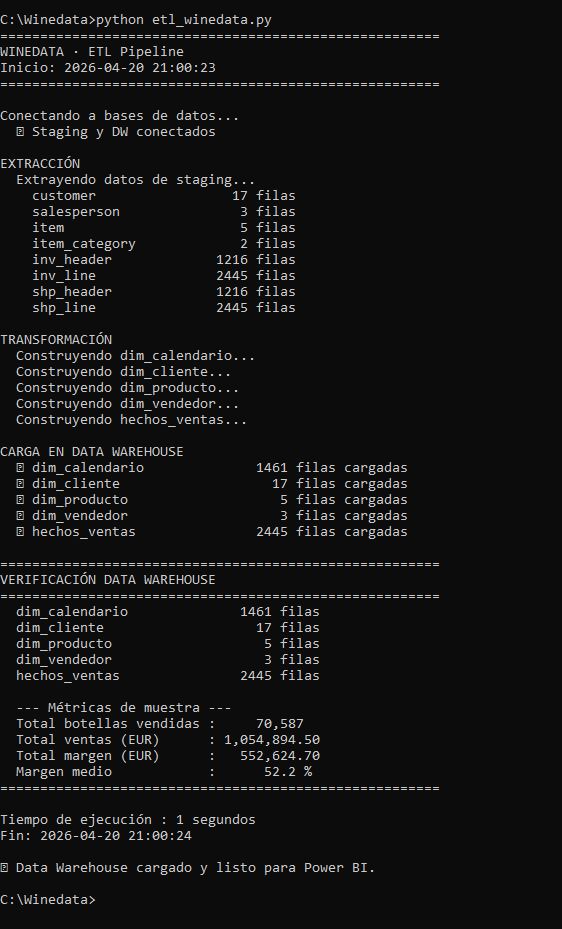 C:\Winedata>python etl_winedata.py
=======================================================
WINEDATA · ETL Pipeline
Inicio: 2026-04-20 21:00:23
=======================================================
Conectando a bases de datos...
⍰ Staging y DW conectados
EXTRACCIÓN
Extrayendo datos de staging...
customer 17 filas
salesperson 3 filas
item 5 filas
item_category 2 filas
inv_header 1216 filas
inv_line 2445 filas
shp_header 1216 filas
shp_line 2445 filas
TRANSFORMACIÓN
Construyendo dim_calendario...
Construyendo dim_cliente...
Construyendo dim_producto...
Construyendo dim_vendedor...
Construyendo hechos_ventas...
CARGA EN DATA WAREHOUSE
⍰ dim_calendario 1461 filas cargadas
⍰ dim_cliente 17 filas cargadas
⍰ dim_producto 5 filas cargadas
⍰ dim_vendedor 3 filas cargadas
⍰ hechos_ventas 2445 filas cargadas
=======================================================
VERIFICACIÓN DATA WAREHOUSE
=======================================================
dim_calendario 1461 filas
dim_cliente 17 filas
dim_producto 5 filas
dim_vendedor 3 filas
hechos_ventas 2445 filas
--- Métricas de muestra ---
Total botellas vendidas : 70,587
Total ventas (EUR) : 1,054,894.50
Total margen (EUR) : 552,624.70
Margen medio : 52.2 %
=======================================================
Tiempo de ejecución : 1 segundos
Fin: 2026-04-20 21:00:24
⍰ Data Warehouse cargado y listo para Power BI.
C:\Winedata>